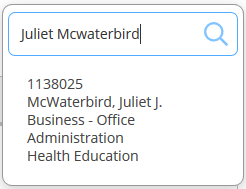 Juliet Mcwaterbird
1138025
McWaterbird, Juliet J.
Business - Office
Administration
Health Education